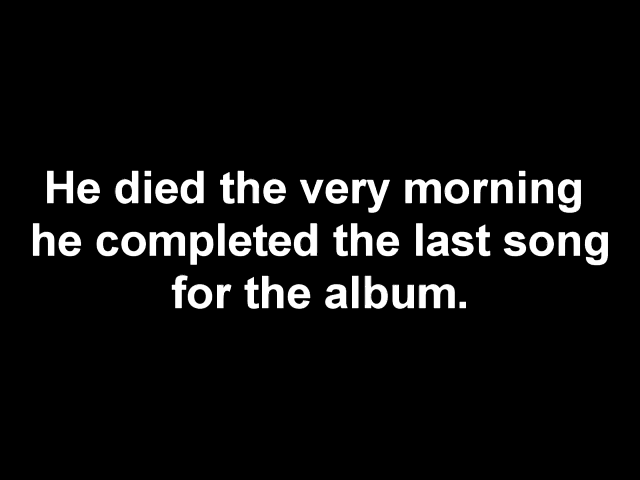 He died the very morning
he completed the last song
for the album.